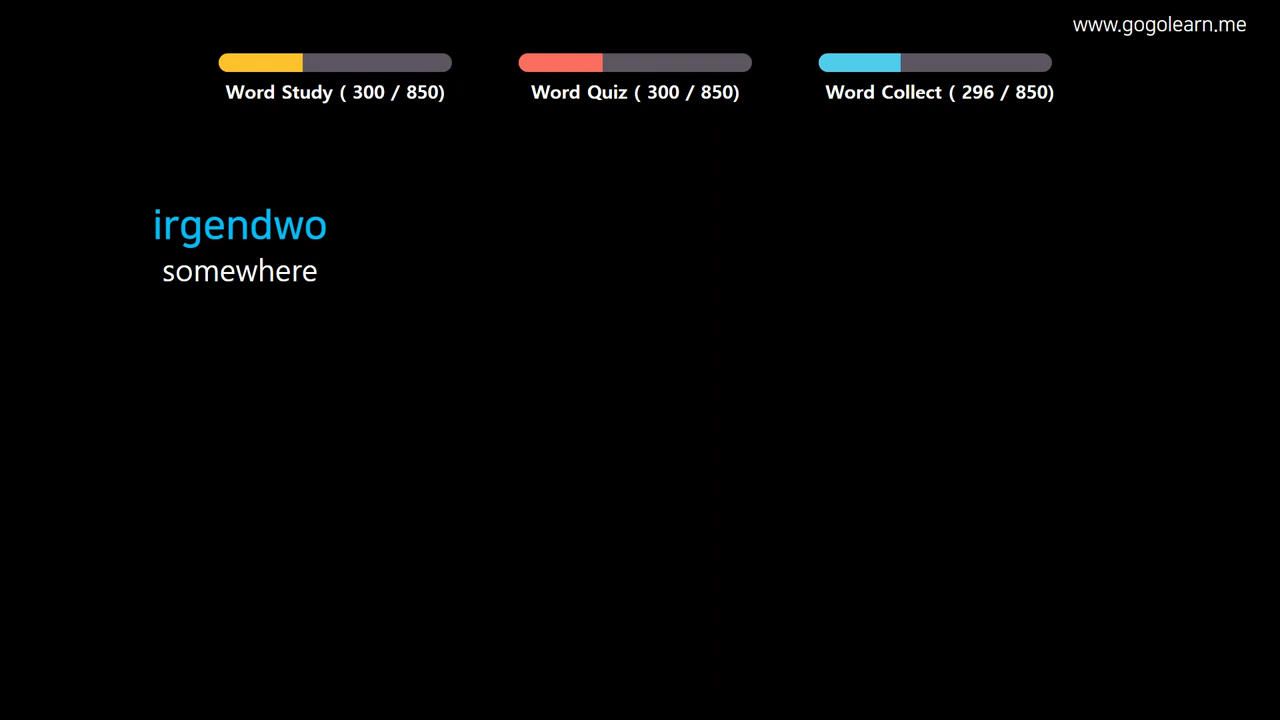 www.gogolearn.me
Word Study ( 300 / 850)
Word Quiz ( 300 / 850)
Word Collect ( 296 / 850)
irgendwo
somewhere